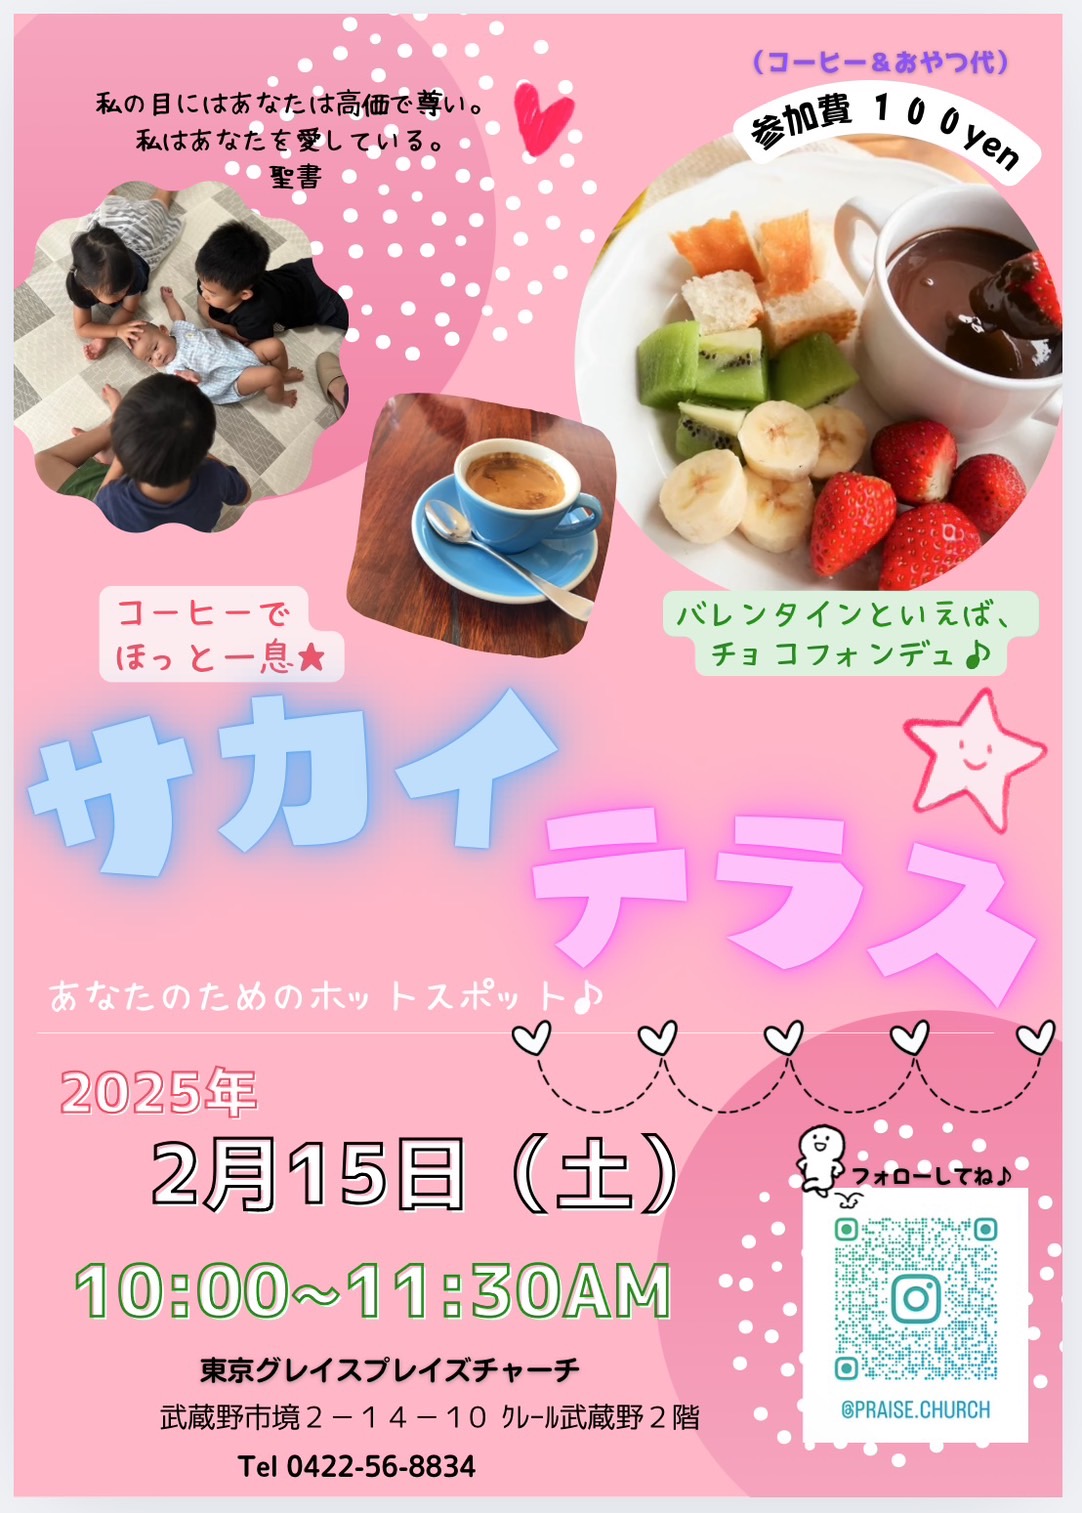 (コーヒー&おやつ代)
参加費 100yen
私の目にはあなたは高価で尊い。
私はあなたを愛している。
聖書
コーヒーで
ほっと一息★
バレンタインといえば、
チョコフォンデュ♪
サカイ
テラス
あなたのためのホットスポット♪
2025年
2月15日(土)
10:00~11:30AM
フォローしてね♪
@PRAISE.CHURCH
東京グレイスプレイズチャーチ
武蔵野市境2-14-10 クレール武蔵野2階
Tel 0422-56-8834